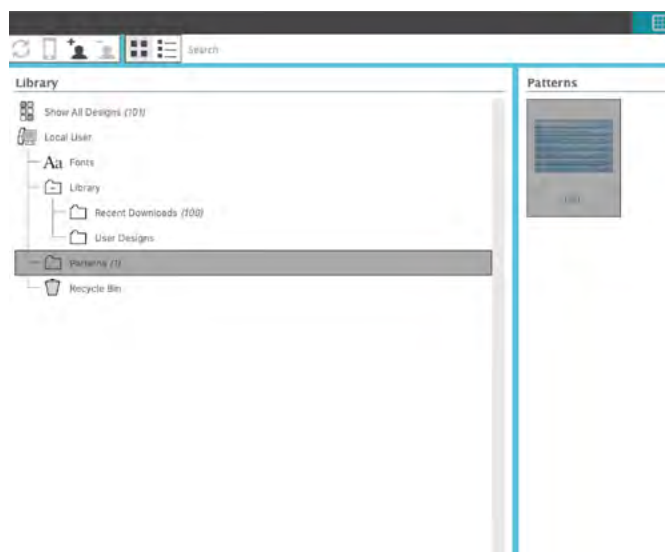 Search
Library
Show All Designs (101)
Local User
Aa Fonts
Library
Recent Downloads (100)
User Designs
Patterns (1)
Recycle Bin
Patterns